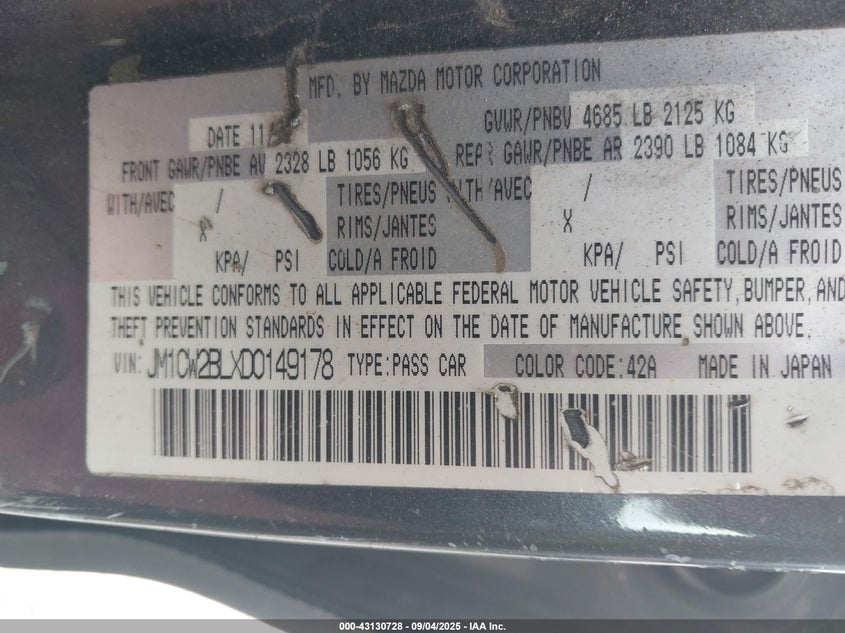 MFD. BY MAZDA MOTOR CORPORATION
DATE 11/
GVWR/PNBV 4685 LB 2125 KG
FRONT GAWR/PNBE AV 2328 LB 1056 KG
REAR GAWR/PNBE AR 2390 LB 1084 KG
WITH/AVEC / TIRES/PNEUS WITH/AVEC / TIRES/PNEUS
X RIMS/JANTES X RIMS/JANTES
KPA/ PSI COLD/A FROID KPA/ PSI COLD/A FROID
THIS VEHICLE CONFORMS TO ALL APPLICABLE FEDERAL MOTOR VEHICLE SAFETY, BUMPER, AND
THEFT PREVENTION STANDARDS IN EFFECT ON THE DATE OF MANUFACTURE SHOWN ABOVE.
VIN: JM1CW2BLXD0149178 TYPE:PASS CAR COLOR CODE:42A MADE IN JAPAN
000-43130728 - 09/04/2025 - IAA Inc.